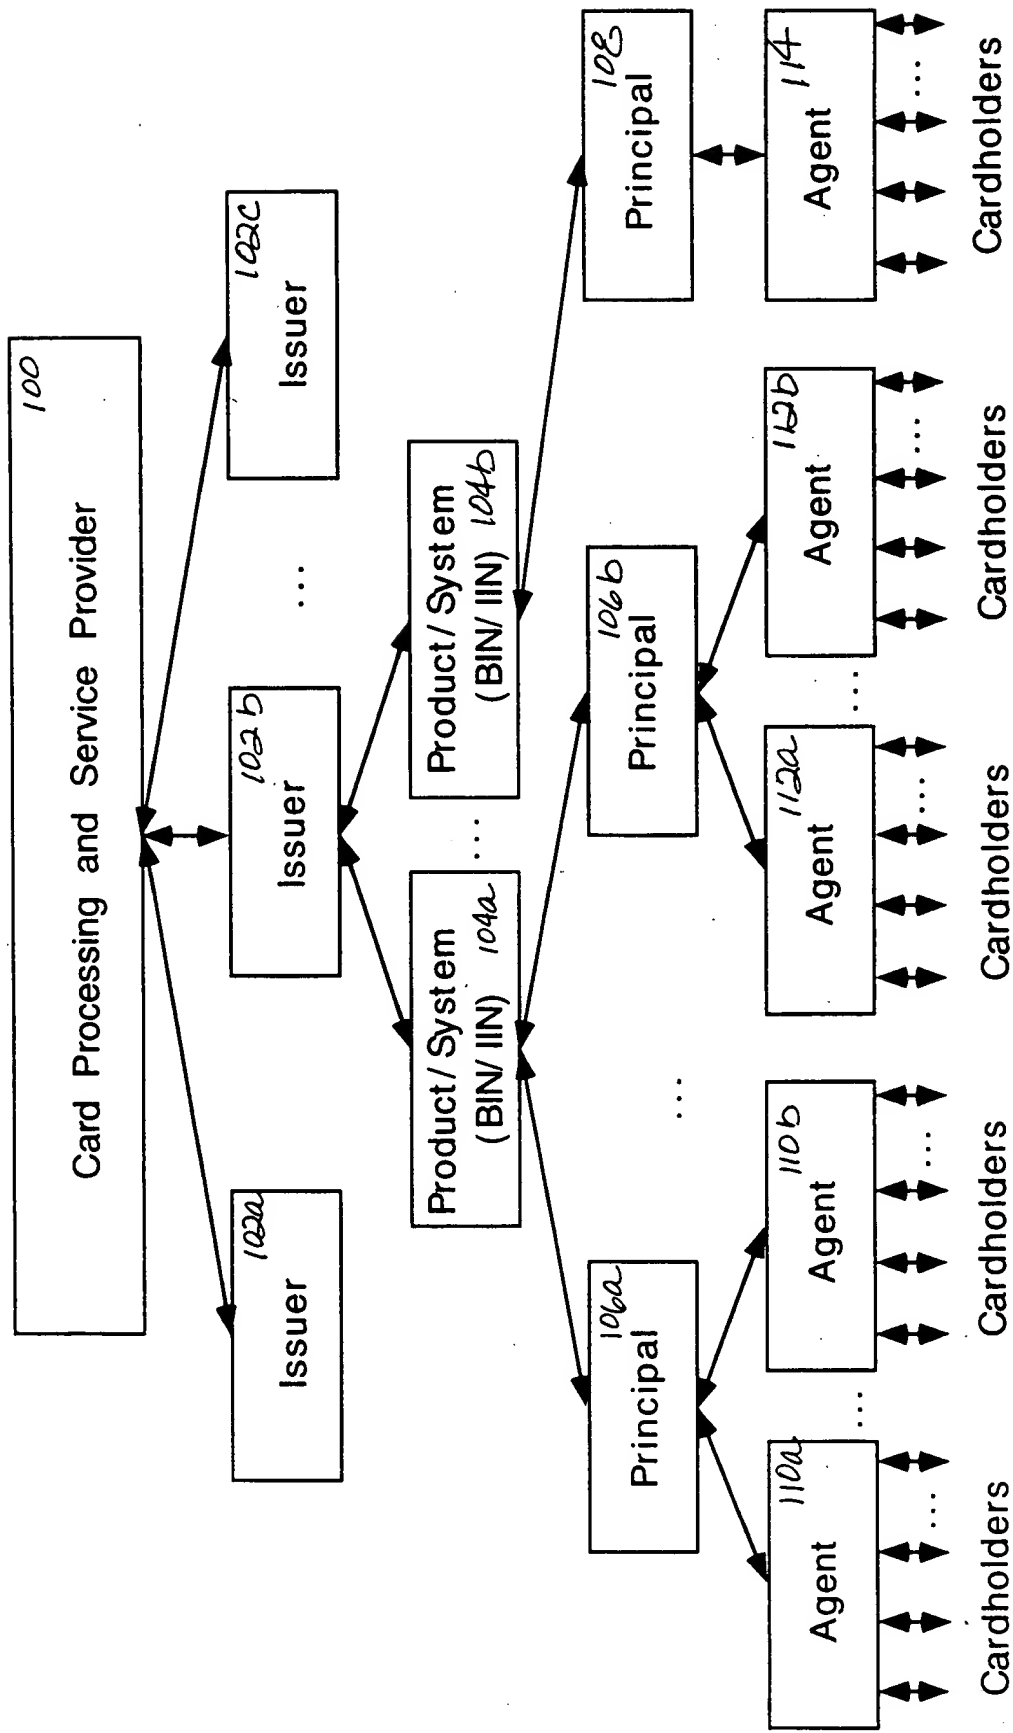 100
Card Processing and Service Provider
102a
Issuer
102b
Issuer
...
102c
Issuer
Product/System
(BIN/IIN) 104a
...
Product/System
(BIN/IIN) 104b
106a
Principal
...
106b
Principal
108
Principal
110a
Agent
...
110b
Agent
112a
Agent
...
112b
Agent
114
Agent
...
...
...
...
...
Cardholders
Cardholders
Cardholders
Cardholders
Cardholders